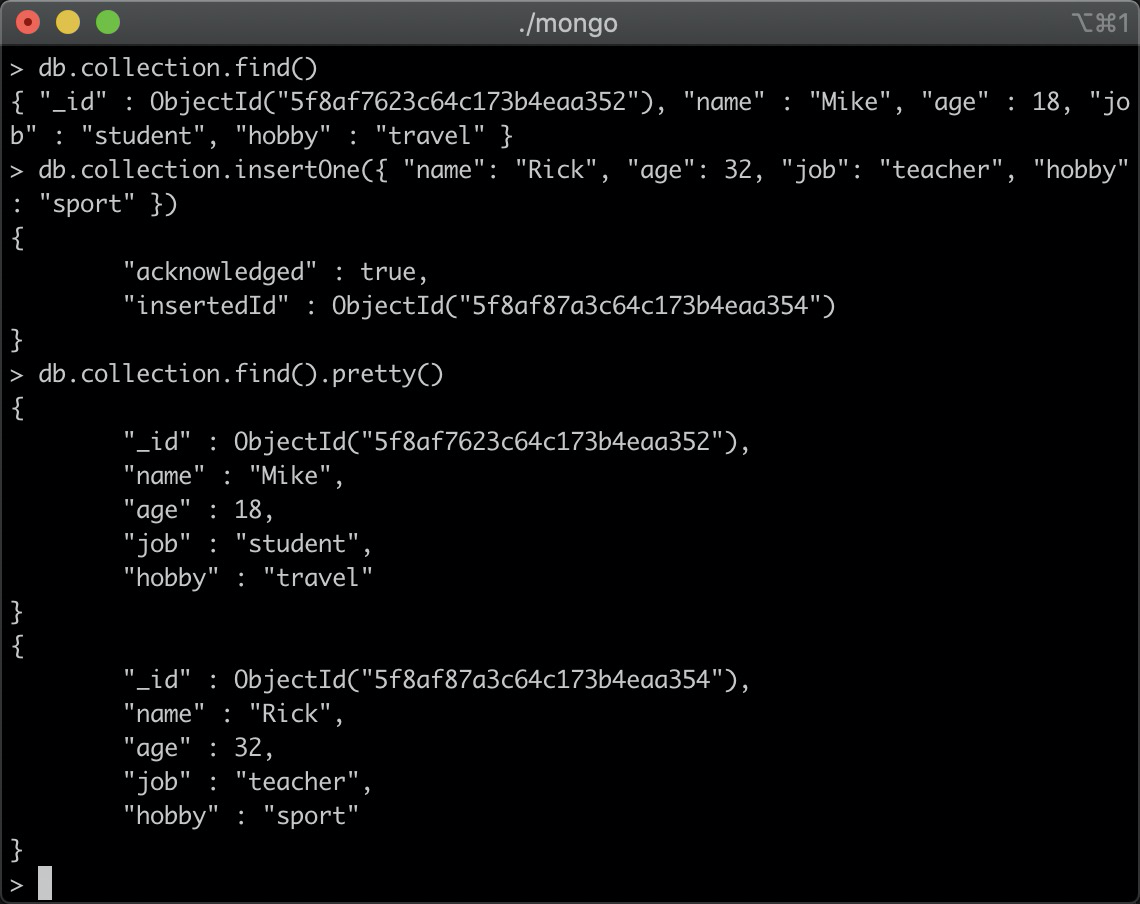 ./mongo
⌥⌘1
> db.collection.find()
{ "_id" : ObjectId("5f8af7623c64c173b4eaa352"), "name" : "Mike", "age" : 18, "jo
b" : "student", "hobby" : "travel" }
> db.collection.insertOne({ "name": "Rick", "age": 32, "job": "teacher", "hobby"
: "sport" })
{
        "acknowledged" : true,
        "insertedId" : ObjectId("5f8af87a3c64c173b4eaa354")
}
> db.collection.find().pretty()
{
        "_id" : ObjectId("5f8af7623c64c173b4eaa352"),
        "name" : "Mike",
        "age" : 18,
        "job" : "student",
        "hobby" : "travel"
}
{
        "_id" : ObjectId("5f8af87a3c64c173b4eaa354"),
        "name" : "Rick",
        "age" : 32,
        "job" : "teacher",
        "hobby" : "sport"
}
>